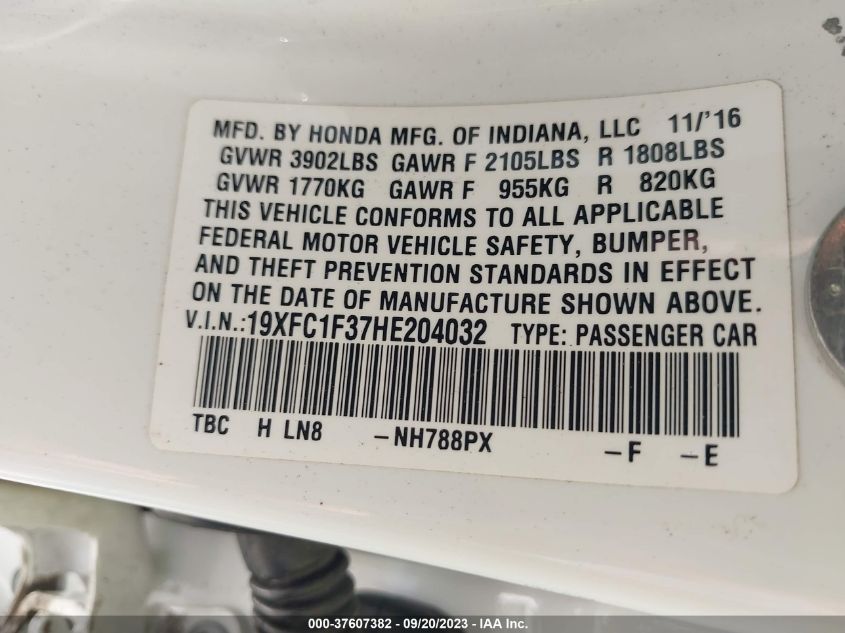 MFD. BY HONDA MFG. OF INDIANA, LLC 11/'16
GVWR 3902LBS GAWR F 2105LBS R 1808LBS
GVWR 1770KG GAWR F 955KG R 820KG
THIS VEHICLE CONFORMS TO ALL APPLICABLE
FEDERAL MOTOR VEHICLE SAFETY, BUMPER,
AND THEFT PREVENTION STANDARDS IN EFFECT
ON THE DATE OF MANUFACTURE SHOWN ABOVE.
V.I.N.:19XFC1F37HE204032 TYPE: PASSENGER CAR
TBC H LN8 -NH788PX -F -E
000-37607382 / 09/20/2023 - IAA Inc.